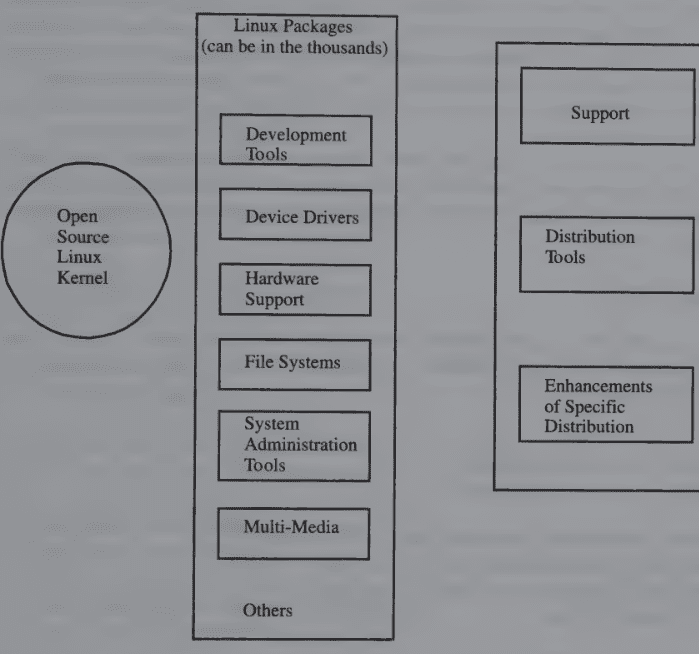 Open
Source
Linux
Kernel
Linux Packages
(can be in the thousands)
Development
Tools
Device Drivers
Hardware
Support
File Systems
System
Administration
Tools
Multi-Media
Others
Support
Distribution
Tools
Enhancements
of Specific
Distribution